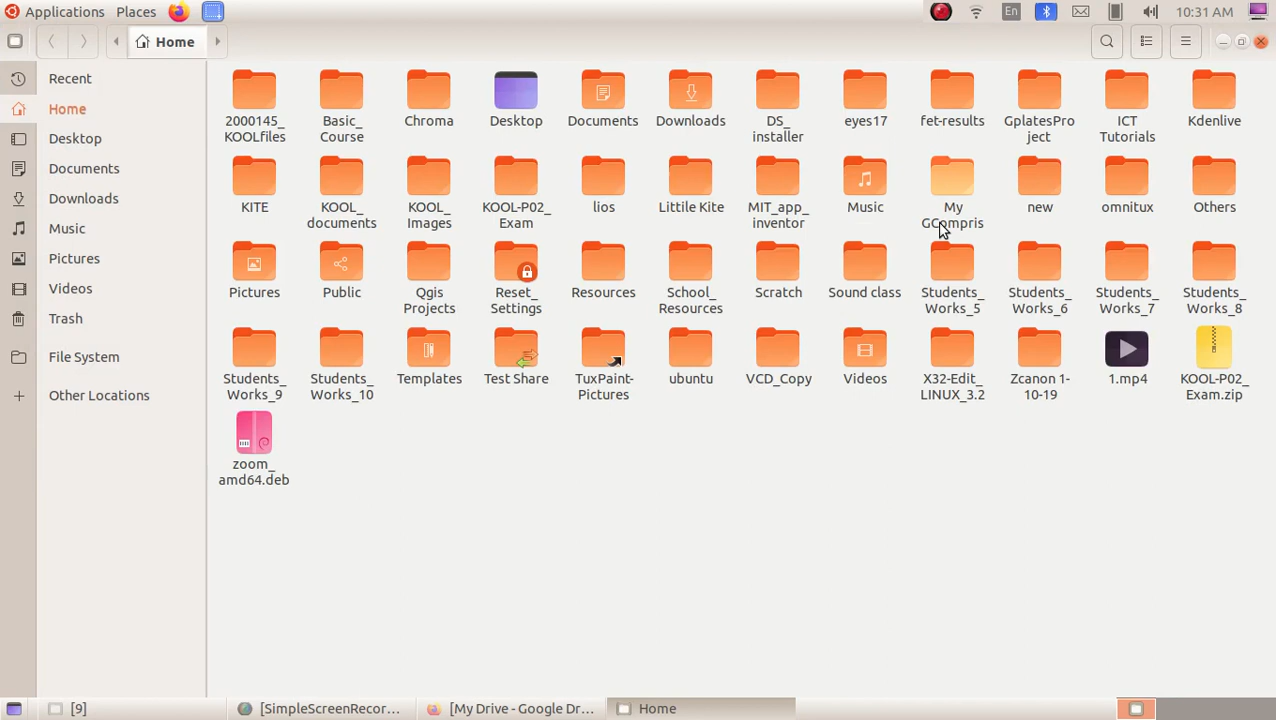 Applications Places En 10:31 AM
Home
Recent
Home
Desktop
Documents
Downloads
Music
Pictures
Videos
Trash
File System
Other Locations
2000145_
KOOLfiles
Basic_
Course
Chroma
Desktop
Documents
Downloads
DS_
installer
eyes17
fet-results
GplatesPro
ject
ICT
Tutorials
Kdenlive
KITE
KOOL_
documents
KOOL_
Images
KOOL-P02_
Exam
lios
Littile Kite
MIT_app_
inventor
Music
My
GCompris
new
omnitux
Others
Pictures
Public
Qgis
Projects
Reset_
Settings
Resources
School_
Resources
Scratch
Sound class
Students_
Works_5
Students_
Works_6
Students_
Works_7
Students_
Works_8
Students_
Works_9
Students_
Works_10
Templates
Test Share
TuxPaint-
Pictures
ubuntu
VCD_Copy
Videos
X32-Edit_
LINUX_3.2
Zcanon 1-
10-19
1.mp4
KOOL-P02_
Exam.zip
zoom_
amd64.deb
[9] [SimpleScreenRecor... [My Drive - Google Dr... Home